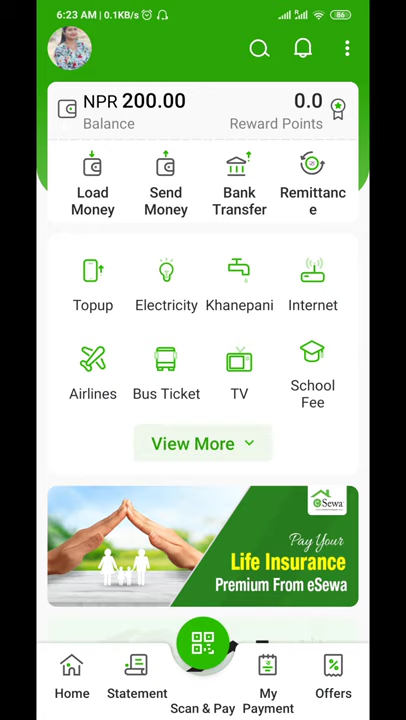 6:23 AM | 0.1KB/s
86
NPR 200.00
0.0
Balance
Reward Points
Load
Money
Send
Money
Bank
Transfer
Remittanc
e
Topup
Electricity
Khanepani
Internet
Airlines
Bus Ticket
TV
School
Fee
View More
eSewa
Pay Your
Life Insurance
Premium From eSewa
Home
Statement
Scan & Pay
My
Payment
Offers